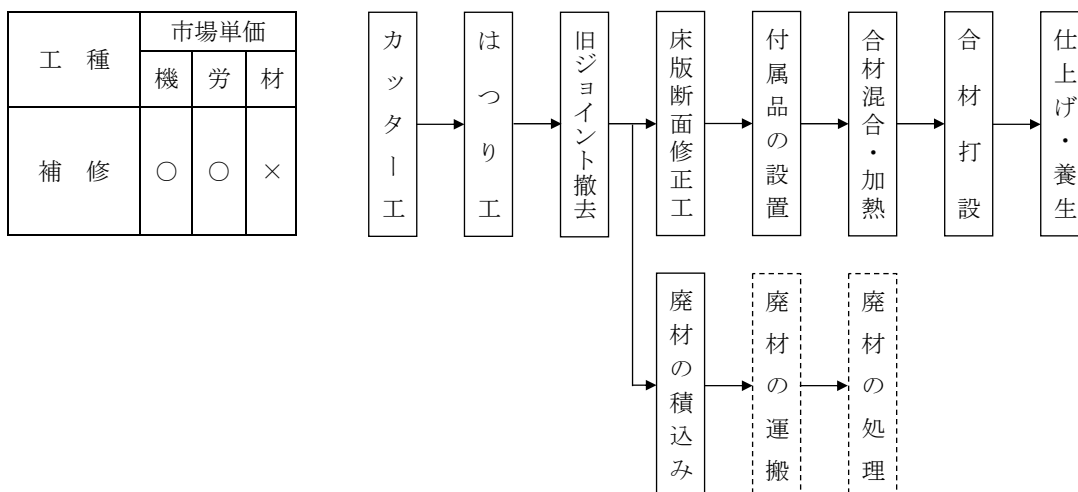 工種
市場単価
機 労 材
補修 ○ ○ ×
カッター工
はつり工
旧ジョイント撤去
床版断面修正工
付属品の設置
合材混合・加熱
合材打設
仕上げ・養生
廃材の積込み
廃材の運搬
廃材の処理